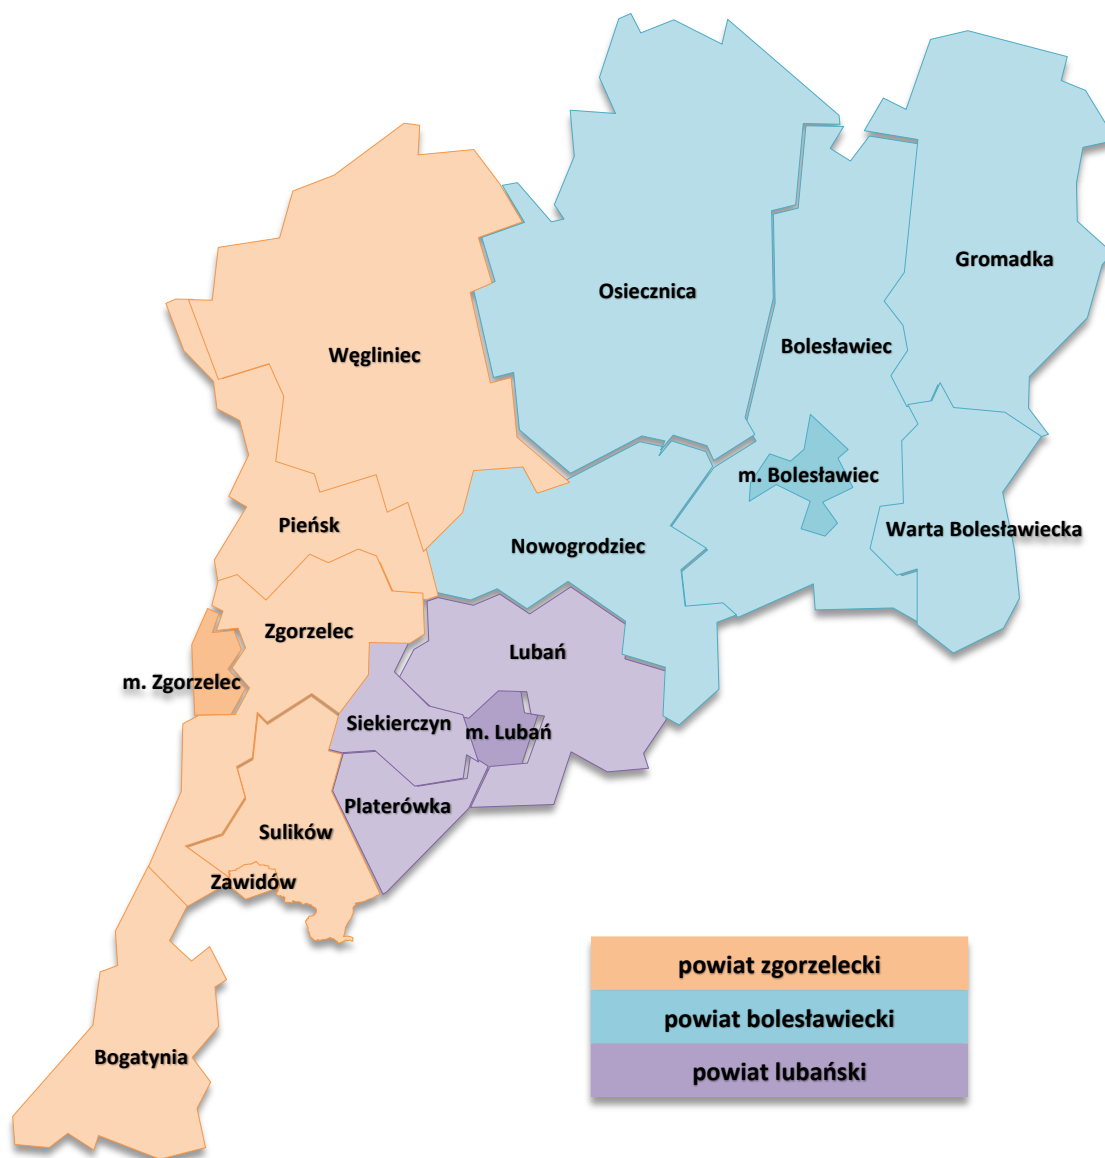 Gromadka
Osiecznica
Bolesławiec
Węgliniec
m. Bolesławiec
Pieńsk
Warta Bolesławiecka
Nowogrodziec
Zgorzelec
Lubań
m. Zgorzelec
Siekierczyn
m. Lubań
Platerówka
Sulików
Zawidów
powiat zgorzelecki
powiat bolesławiecki
Bogatynia
powiat lubański